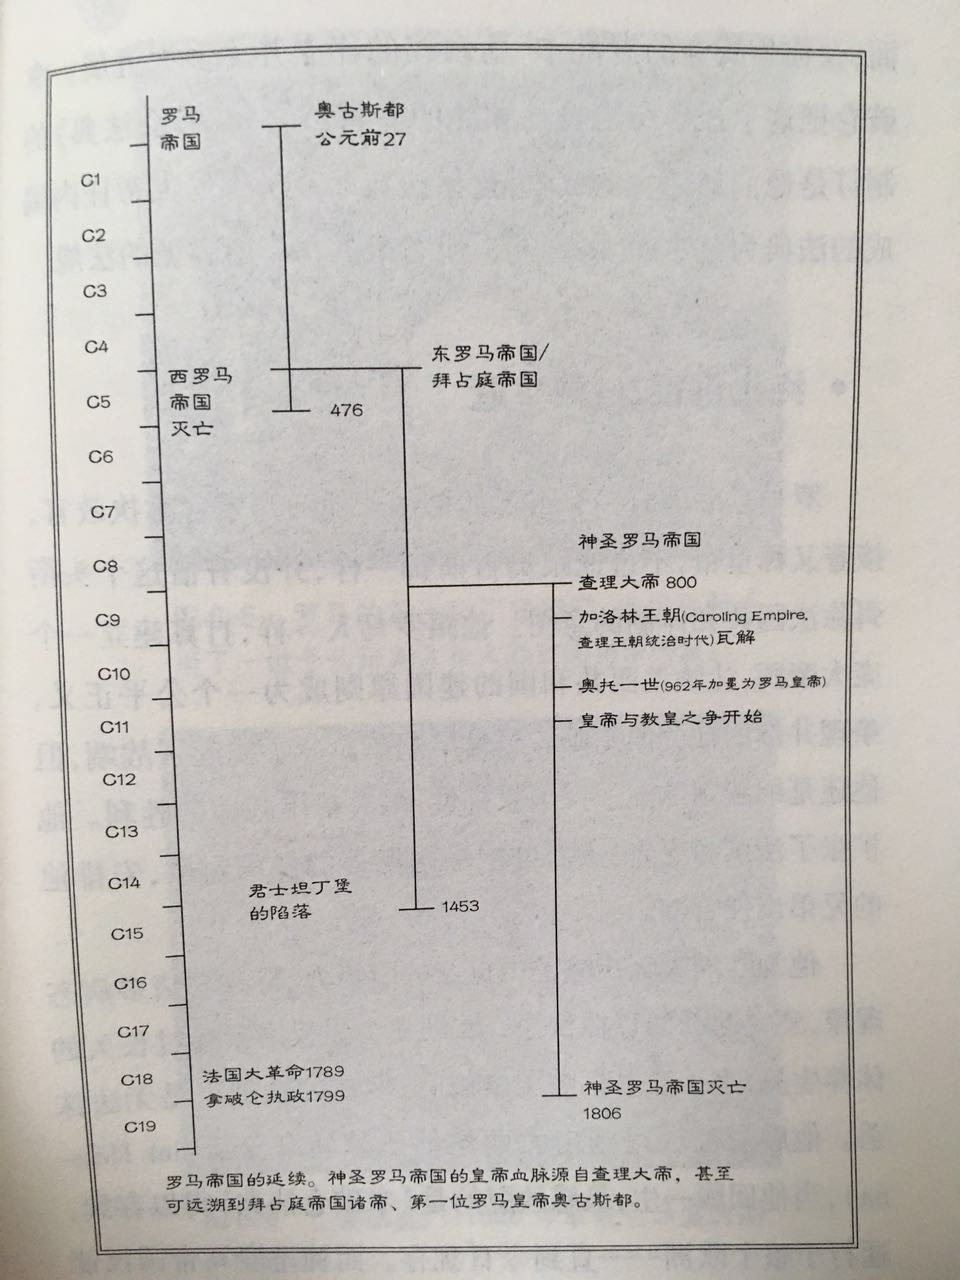 罗马
帝国
奥古斯都
公元前27
C1
C2
C3
C4
东罗马帝国/
拜占庭帝国
西罗马
帝国
灭亡
C5
476
C6
C7
神圣罗马帝国
C8
查理大帝 800
C9
加洛林王朝(Caroling Empire,
查理王朝统治时代)瓦解
C10
奥托一世(962年加冕为罗马皇帝)
C11
皇帝与教皇之争开始
C12
C13
C14
君士坦丁堡
的陷落
1453
C15
C16
C17
C18
法国大革命1789
拿破仑执政1799
神圣罗马帝国灭亡
1806
C19
罗马帝国的延续。神圣罗马帝国的皇帝血脉源自查理大帝，甚至
可远溯到拜占庭帝国诸帝、第一位罗马皇帝奥古斯都。